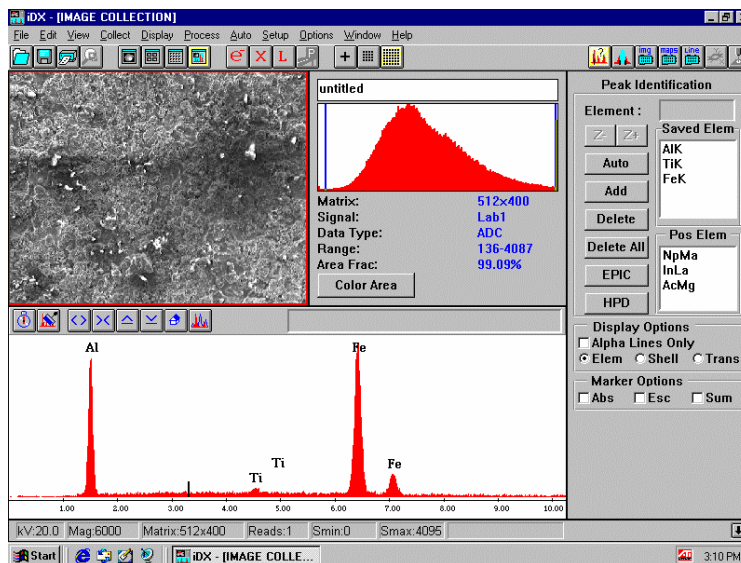 iDX - [IMAGE COLLECTION]
File Edit View Collect Display Process Auto Setup Options Window Help
e- X L P
img maps Line
untitled
Matrix: 512x400
Signal: Lab1
Data Type: ADC
Range: 136-4087
Area Frac: 99.09%
Color Area
Peak Identification
Element :
Z- Z+
Auto
Add
Delete
Delete All
EPIC
HPD
Saved Elem
AlK
TiK
FeK
Pos Elem
NpMa
InLa
AcMg
Display Options
Alpha Lines Only
Elem Shell Trans
Marker Options
Abs Esc Sum
Al Fe
Ti Ti Fe
1.00 2.00 3.00 4.00 5.00 6.00 7.00 8.00 9.00 10.00
kV:20.0 Mag:6000 Matrix:512x400 Reads:1 Smin:0 Smax:4095
Start iDX - [IMAGE COLLE... ATI 3:10 PM